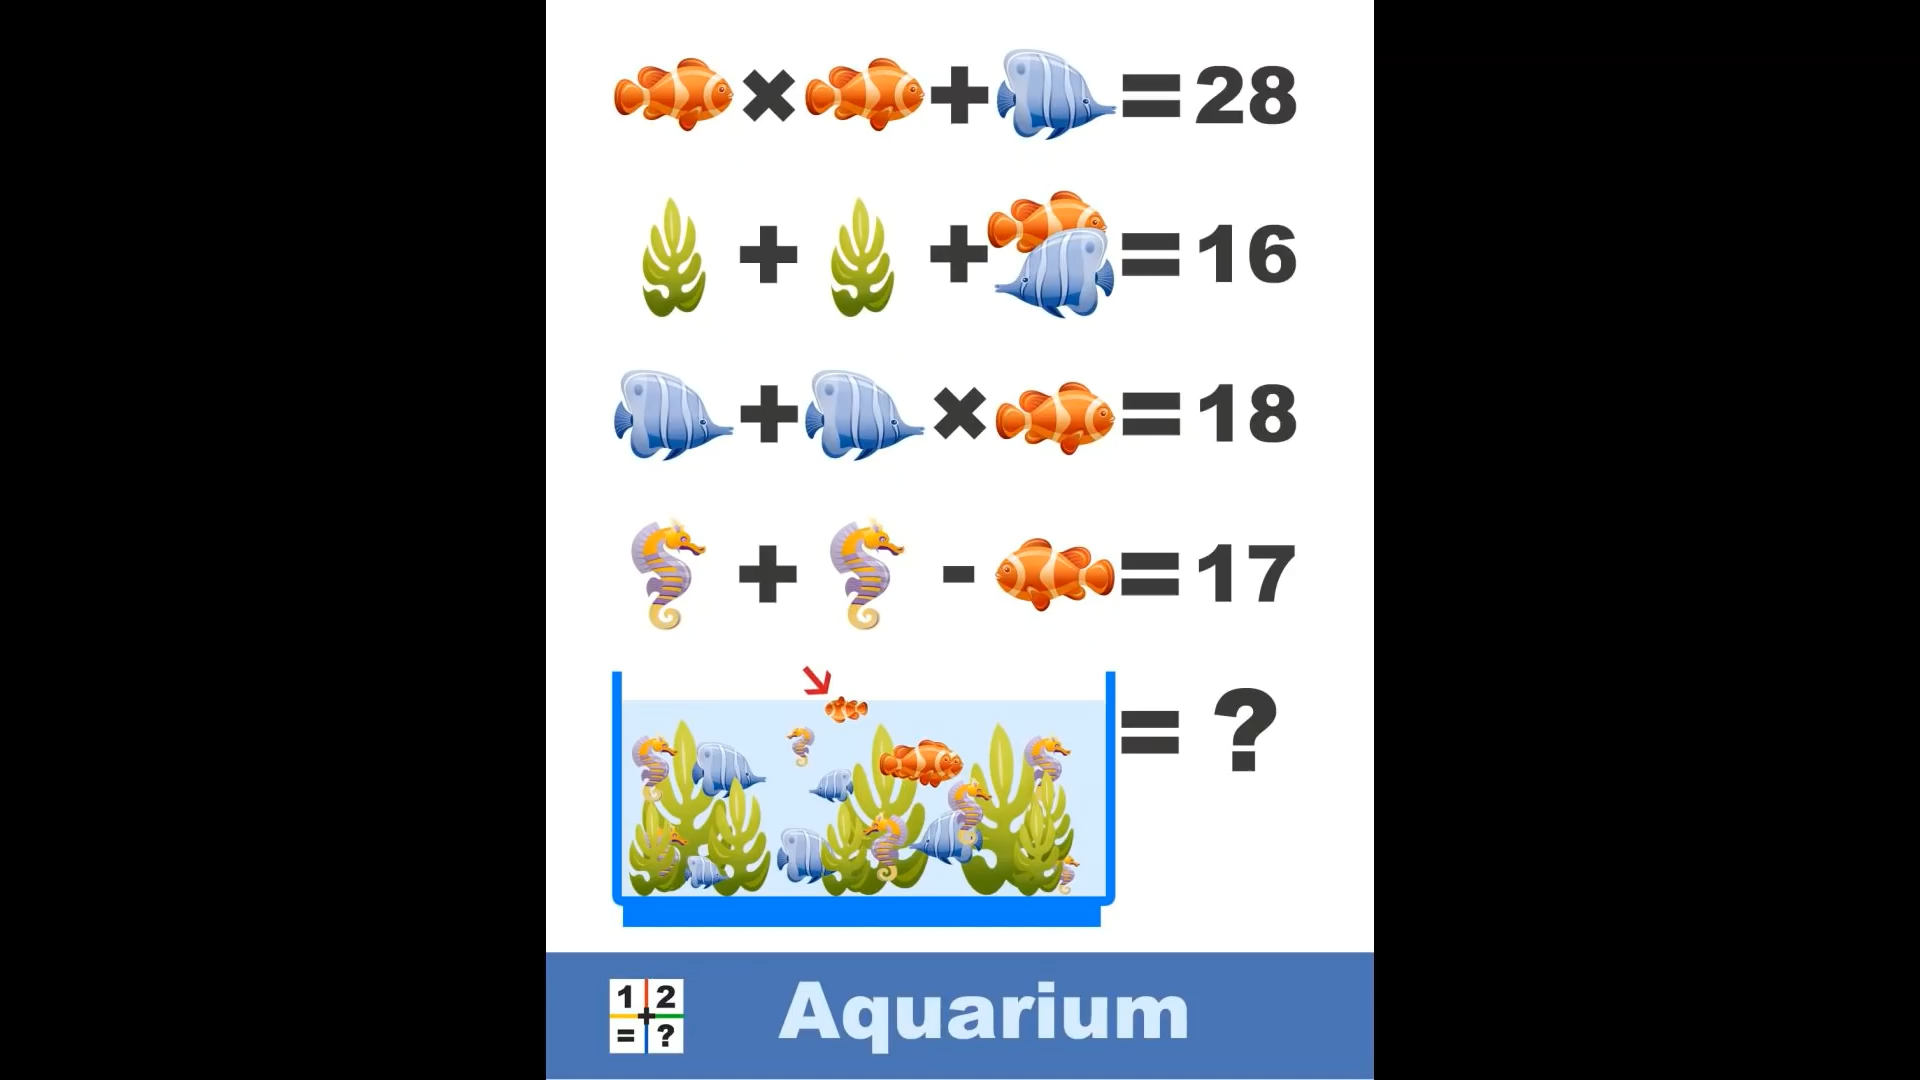 × + = 28
+ + = 16
+ × = 18
+ - = 17
= ?
1 2
+
= ?
Aquarium